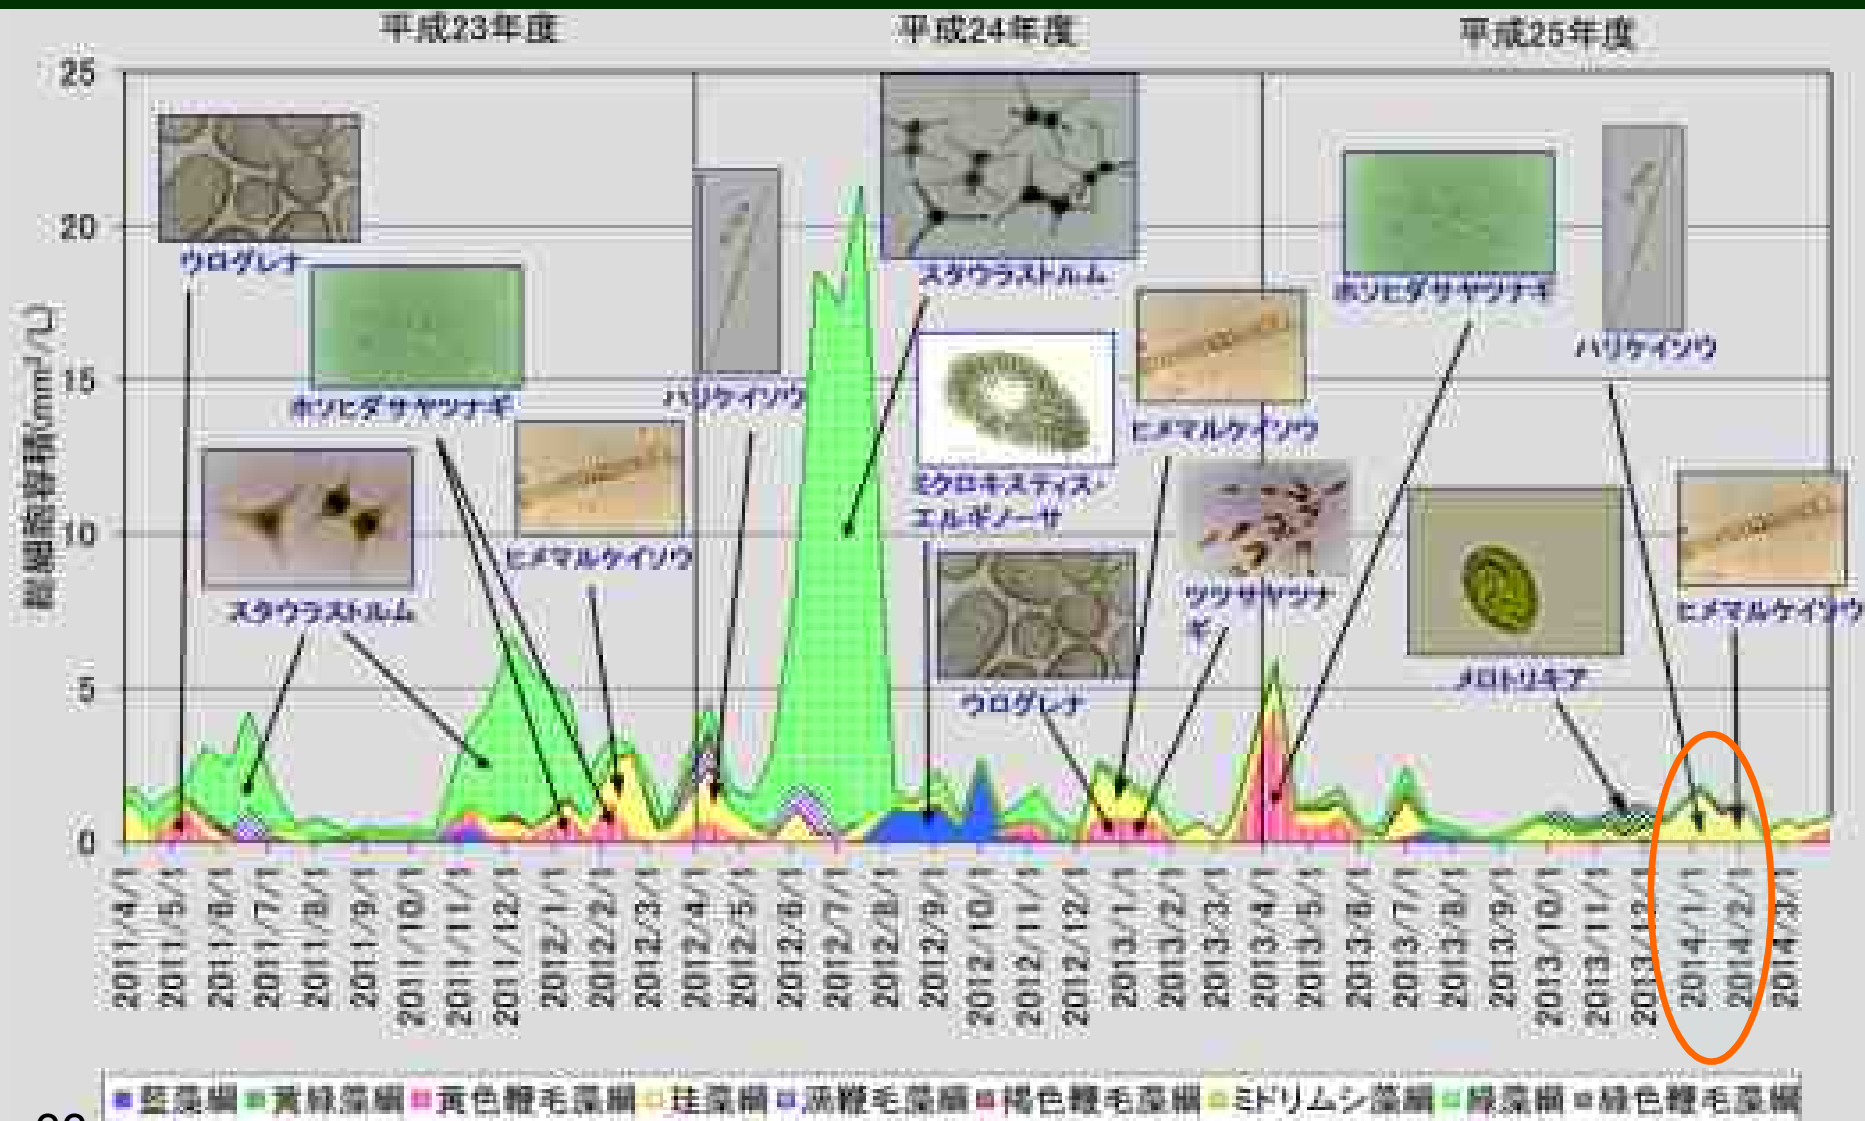 平成23年度
平成24年度
平成25年度
総細胞容積(mm³/L)
25
20
15
10
5
0
ウログレナ
ホソヒダサヤツナギ
スタウラストルム
ヒメマルケイソウ
ハリケイソウ
スタウラストルム
ミクロキスティス・
エルギノーサ
ウログレナ
ヒメマルケイソウ
ツツサヤツナ
ギ
ホソヒダサヤツナギ
ハリケイソウ
メロトリキア
ヒメマルケイソウ
2011/4/1
2011/5/1
2011/6/1
2011/7/1
2011/8/1
2011/9/1
2011/10/1
2011/11/1
2011/12/1
2012/1/1
2012/2/1
2012/3/1
2012/4/1
2012/5/1
2012/6/1
2012/7/1
2012/8/1
2012/9/1
2012/10/1
2012/11/1
2012/12/1
2013/1/1
2013/2/1
2013/3/1
2013/4/1
2013/5/1
2013/6/1
2013/7/1
2013/8/1
2013/9/1
2013/10/1
2013/11/1
2013/12/1
2014/1/1
2014/2/1
2014/3/1
藍藻綱 黄緑藻綱 黄色鞭毛藻綱 珪藻綱 渦鞭毛藻綱 褐色鞭毛藻綱 ミドリムシ藻綱 緑藻綱 緑色鞭毛藻綱